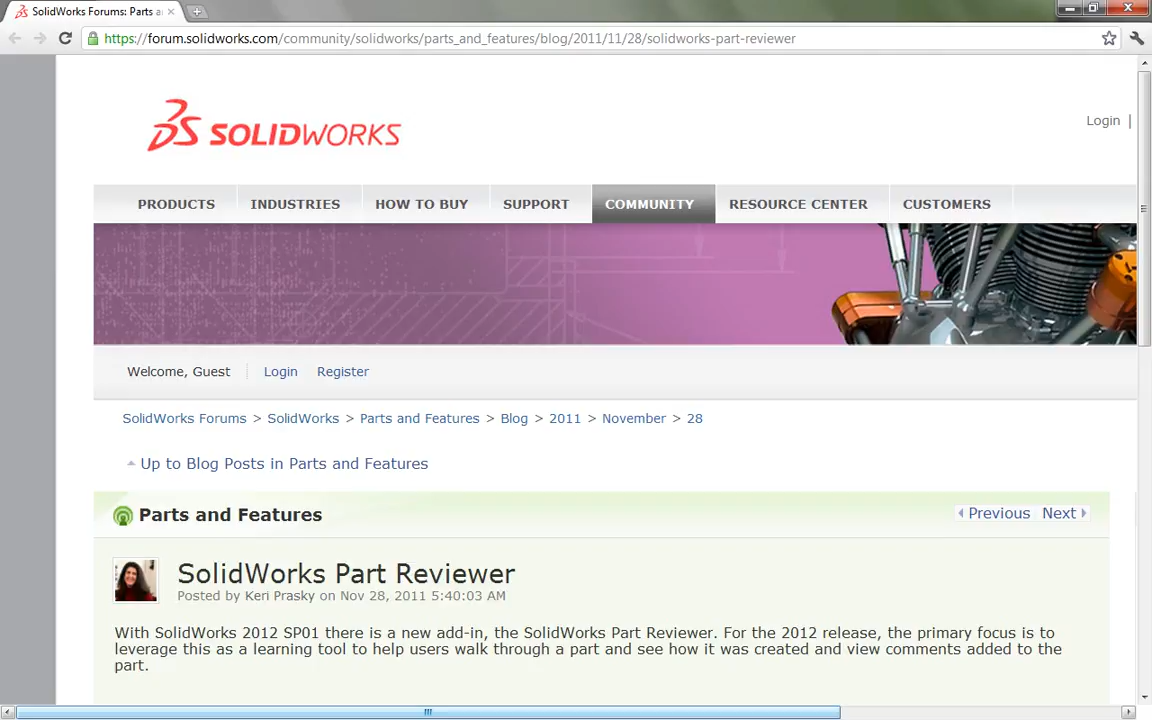 SolidWorks Forums: Parts a
https://forum.solidworks.com/community/solidworks/parts_and_features/blog/2011/11/28/solidworks-part-reviewer
SOLIDWORKS
Login |
PRODUCTS INDUSTRIES HOW TO BUY SUPPORT COMMUNITY RESOURCE CENTER CUSTOMERS
Welcome, Guest Login Register
SolidWorks Forums > SolidWorks > Parts and Features > Blog > 2011 > November > 28
Up to Blog Posts in Parts and Features
Parts and Features Previous Next
SolidWorks Part Reviewer
Posted by Keri Prasky on Nov 28, 2011 5:40:03 AM
With SolidWorks 2012 SP01 there is a new add-in, the SolidWorks Part Reviewer. For the 2012 release, the primary focus is to
leverage this as a learning tool to help users walk through a part and see how it was created and view comments added to the
part.